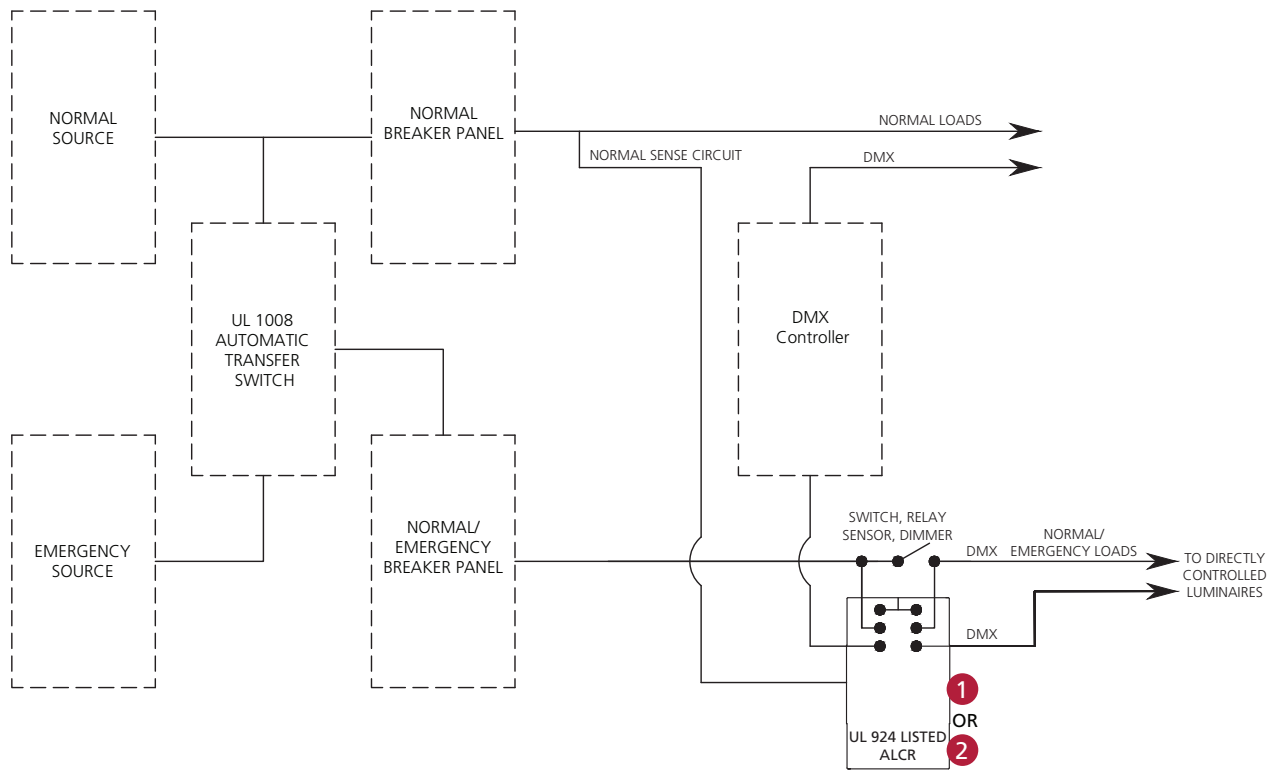 NORMAL
SOURCE
NORMAL
BREAKER PANEL
NORMAL LOADS
NORMAL SENSE CIRCUIT
DMX
UL 1008
AUTOMATIC
TRANSFER
SWITCH
DMX
Controller
EMERGENCY
SOURCE
NORMAL/
EMERGENCY
BREAKER PANEL
SWITCH, RELAY
SENSOR, DIMMER
DMX
NORMAL/
EMERGENCY LOADS
TO DIRECTLY
CONTROLLED
LUMINAIRES
DMX
1
OR
2
UL 924 LISTED
ALCR